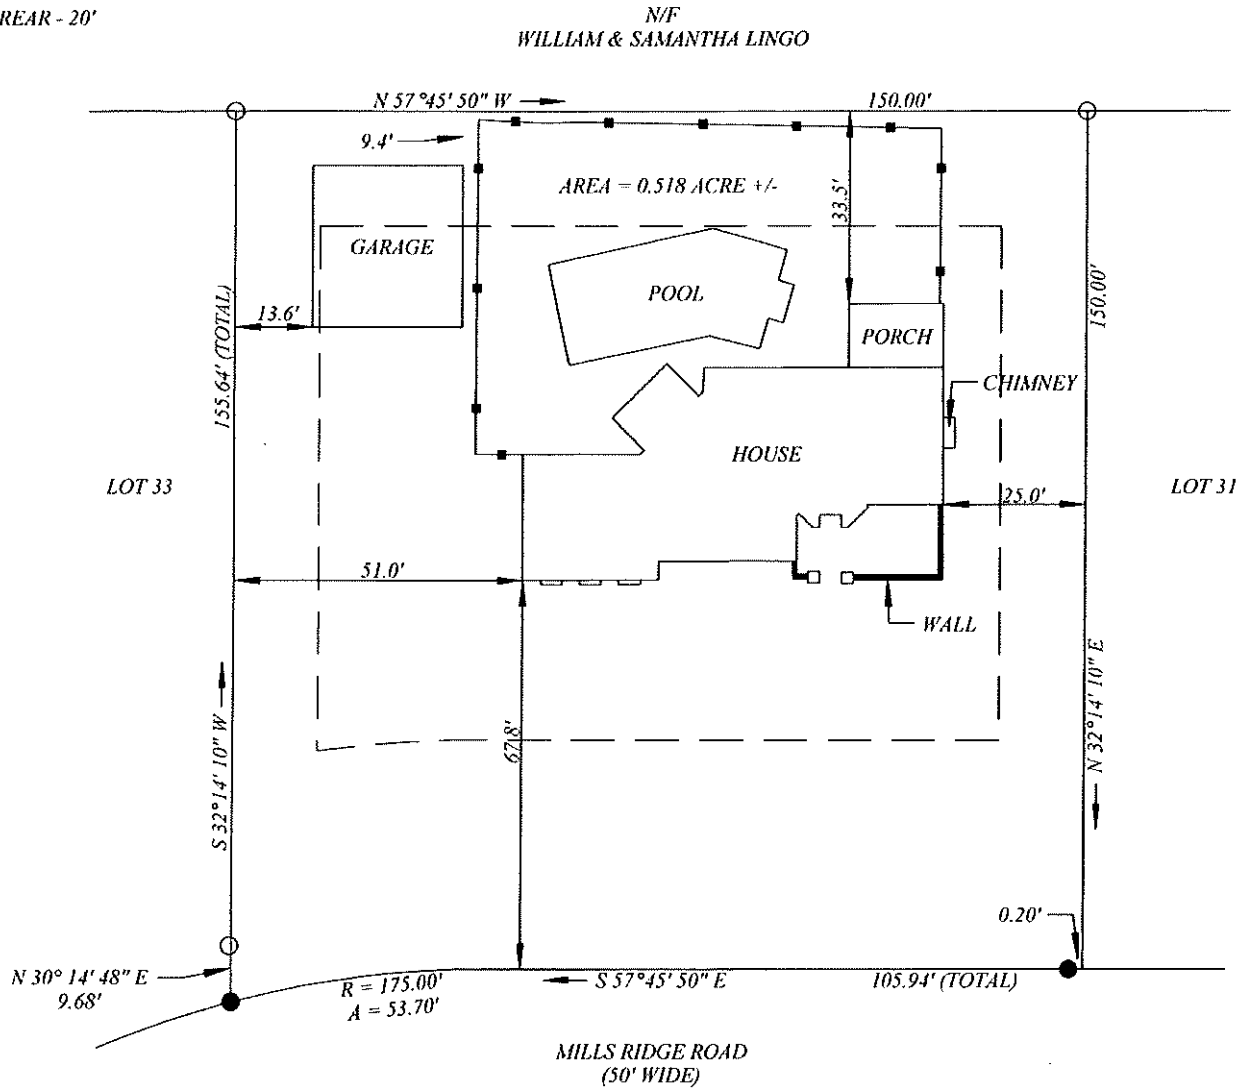 REAR - 20'
N/F
WILLIAM & SAMANTHA LINGO
N 57°45' 50" W
150.00'
9.4'
AREA = 0.518 ACRE +/-
33.5'
GARAGE
POOL
155.64' (TOTAL)
13.6'
150.00'
PORCH
CHIMNEY
HOUSE
LOT 33
LOT 31
25.0'
51.0'
WALL
S 32°14' 10" W
67.8'
N 32°14' 10" E
0.20'
N 30° 14' 48" E
9.68'
R = 175.00'
A = 53.70'
S 57°45' 50" E
105.94' (TOTAL)
MILLS RIDGE ROAD
(50' WIDE)